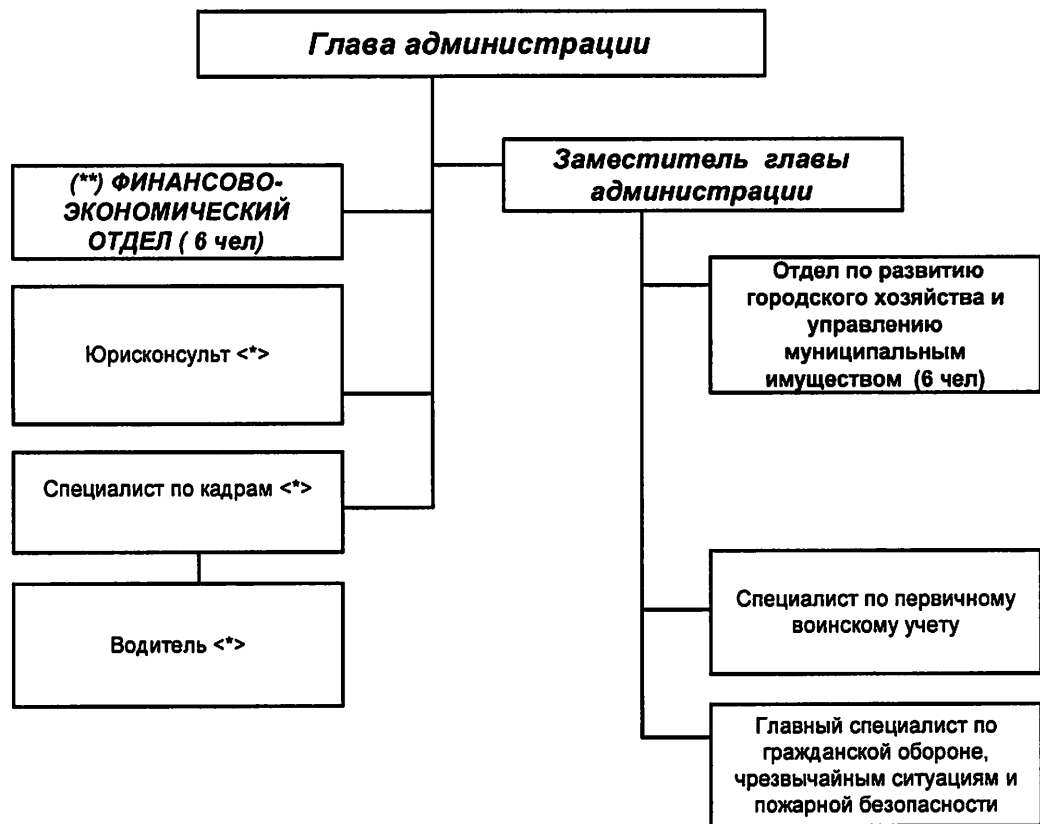 Глава администрации
Заместитель главы
администрации
(**) ФИНАНСОВО-
ЭКОНОМИЧЕСКИЙ
ОТДЕЛ ( 6 чел)
Юрисконсульт <*>
Специалист по кадрам <*>
Водитель <*>
Отдел по развитию
городского хозяйства и
управлению
муниципальным
имуществом (6 чел)
Специалист по первичному
воинскому учету
Главный специалист по
гражданской обороне,
чрезвычайным ситуациям и
пожарной безопасности